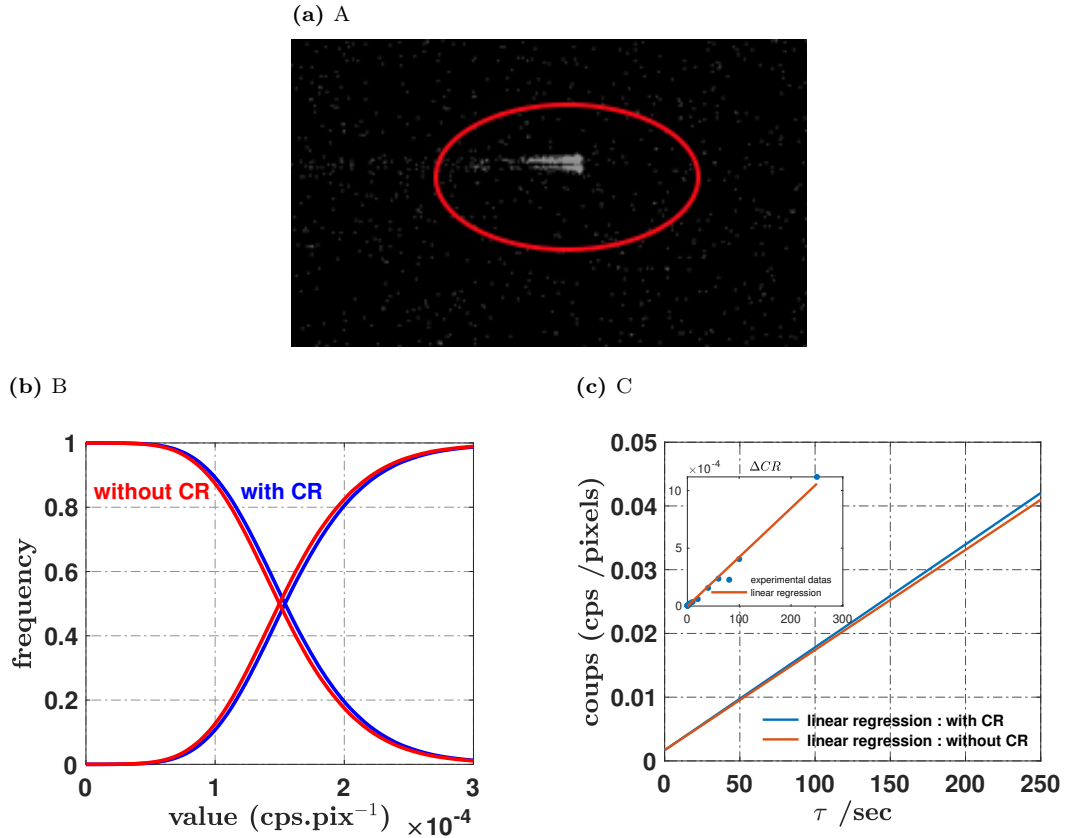 (a) A
(b) B
(c) C
1
0.8
0.6
0.4
0.2
0
0
1
2
3
without CR
with CR
frequency
value (cps.pix⁻¹)
×10⁻⁴
0.05
0.04
0.03
0.02
0.01
0
0
50
100
150
200
250
coups (cps /pixels)
τ /sec
×10⁻⁴
ΔCR
10
5
0
0
100
200
300
experimental datas
linear regression
linear regression : with CR
linear regression : without CR